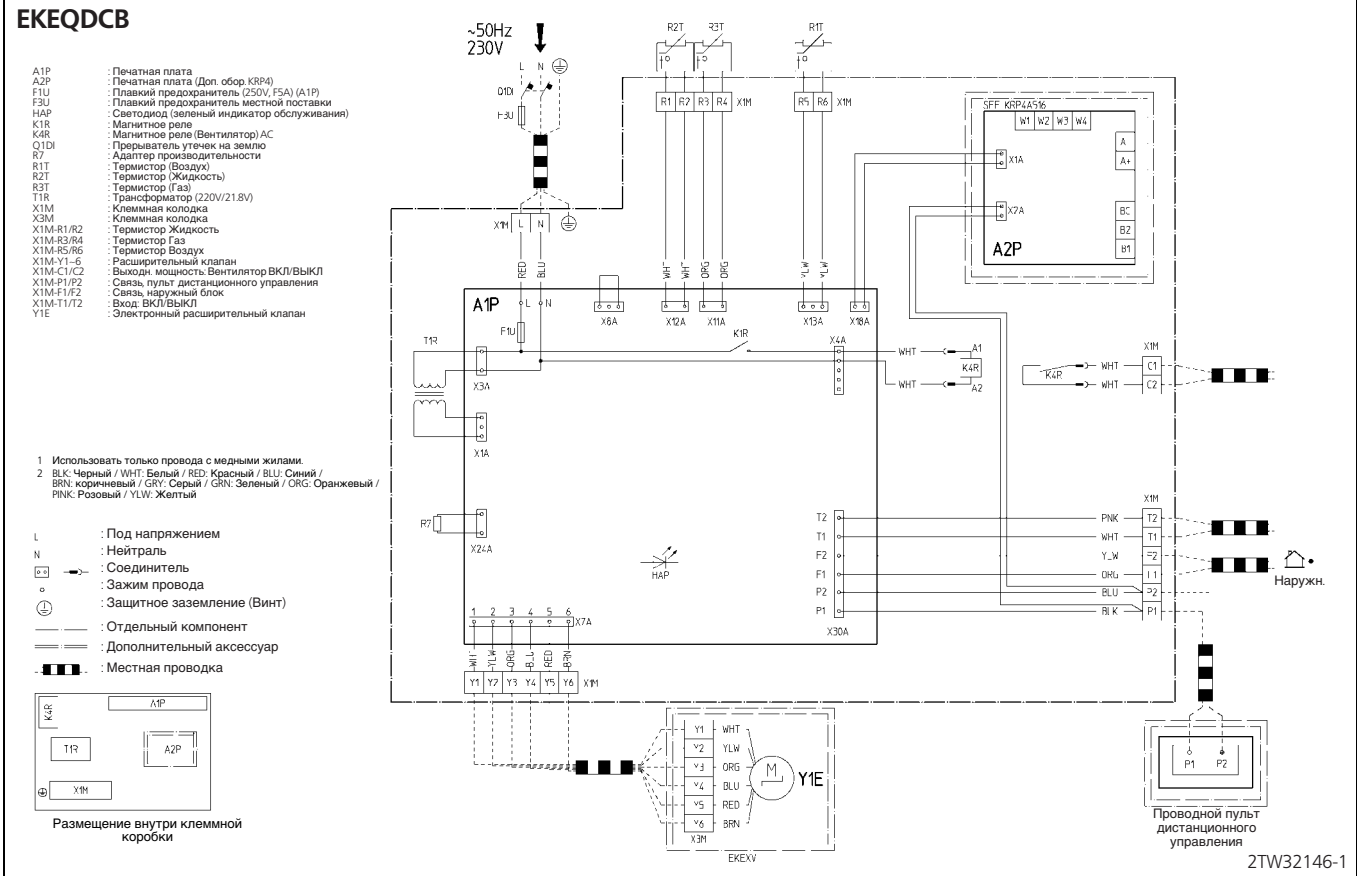 EKEQDCB
A1P : Печатная плата
A2P : Печатная плата (Доп. обор. KRP4)
F1U : Плавкий предохранитель (250V, F5A) (A1P)
F3U : Плавкий предохранитель местной поставки
HAP : Светодиод (зеленый индикатор обслуживания)
K1R : Магнитное реле
K4R : Магнитное реле (Вентилятор) AC
Q1DI : Прерыватель утечек на землю
R7 : Адаптер производительности
R1T : Термистор (Воздух)
R2T : Термистор (Жидкость)
R3T : Термистор (Газ)
T1R : Трансформатор (220V/21.8V)
X1M : Клеммная колодка
X3M : Клеммная колодка
X1M-R1/R2 : Термистор Жидкость
X1M-R3/R4 : Термистор Газ
X1M-R5/R6 : Термистор Воздух
X1M-Y1~6 : Расширительный клапан
X1M-C1/C2 : Выходн. мощность: Вентилятор ВКЛ/ВЫКЛ
X1M-P1/P2 : Связь, пульт дистанционного управления
X1M-F1/F2 : Связь, наружный блок
X1M-T1/T2 : Вход: ВКЛ/ВЫКЛ
Y1E : Электронный расширительный клапан
1 Использовать только провода с медными жилами.
2 BLK: Черный / WHT: Белый / RED: Красный / BLU: Синий /
BRN: коричневый / GRY: Серый / GRN: Зеленый / ORG: Оранжевый /
PINK: Розовый / YLW: Желтый
L : Под напряжением
N : Нейтраль
: Соединитель
: Зажим провода
: Защитное заземление (Винт)
: Отдельный компонент
: Дополнительный аксессуар
: Местная проводка
K4R A1P
T1R A2P
X1M
Размещение внутри клеммной
коробки
~50Hz
230V
L N
Q1DI
F3U
X1M L N
RED BLU
R2T R3T R1T
R1 R2 R3 R4 X1M R5 R6 X1M
WHT WHT ORG ORG YLW YLW
A1P L N
X6A X12A X11A X13A X18A
F1U
T1R
X3A
X1A
K1R
X4A
WHT A1
K4R
WHT A2
R7
X24A
HAP
SFF KRP4A516
W1 W2 W3 W4
X1A
X2A
A
A+
BC
B2
B1
A2P
X1M
K4R
WHT C1
WHT C2
X1M
T2 PNK T2
T1 WHT T1
F2 F2
F1 ORG
P2 BLU P2
P1 BLK P1
X30A
Наружн.
1 2 3 4 5 6 X7A
WHT YLW ORG BLU RED BRN
Y1 Y2 Y3 Y4 Y5 Y6 X1M
Y1 WHT
Y2 YLW
Y3 ORG
Y4 BLU
Y5 RED
Y6 BRN
X3M
M
Y1E
EKEXV
P1 P2
Проводной пульт
дистанционного
управления
2TW32146-1